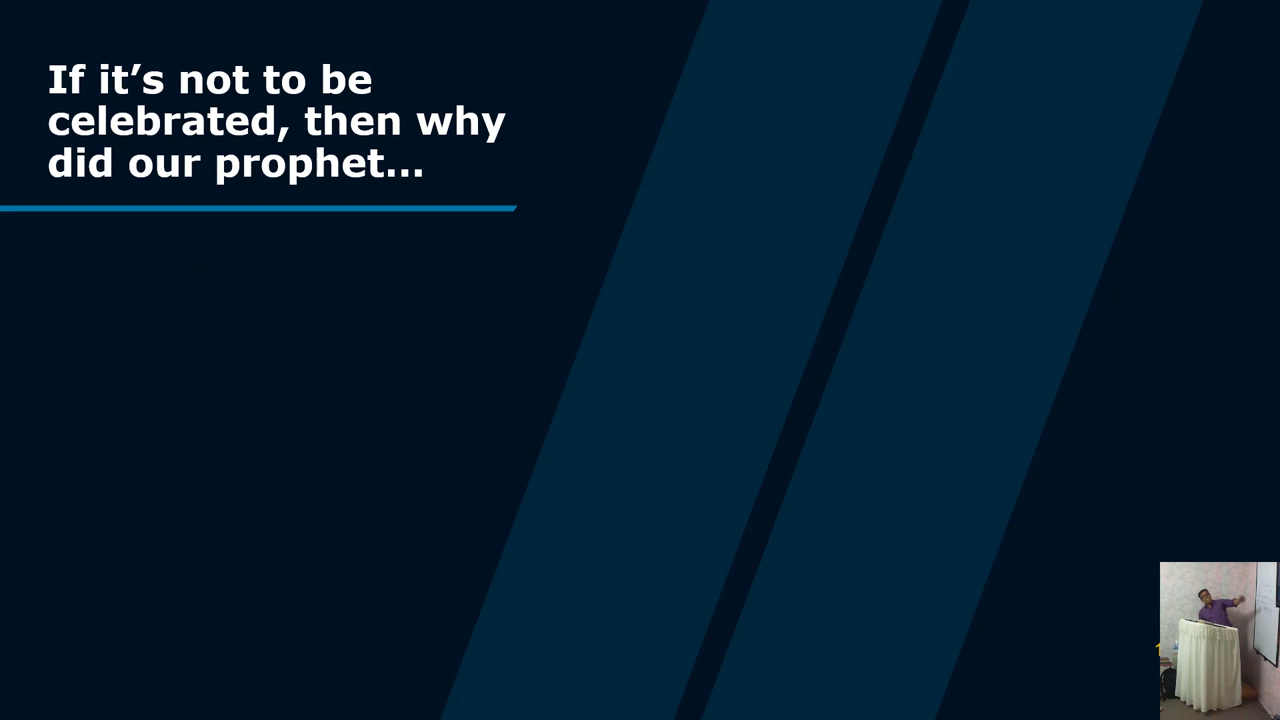 If it’s not to be
celebrated, then why
did our prophet…